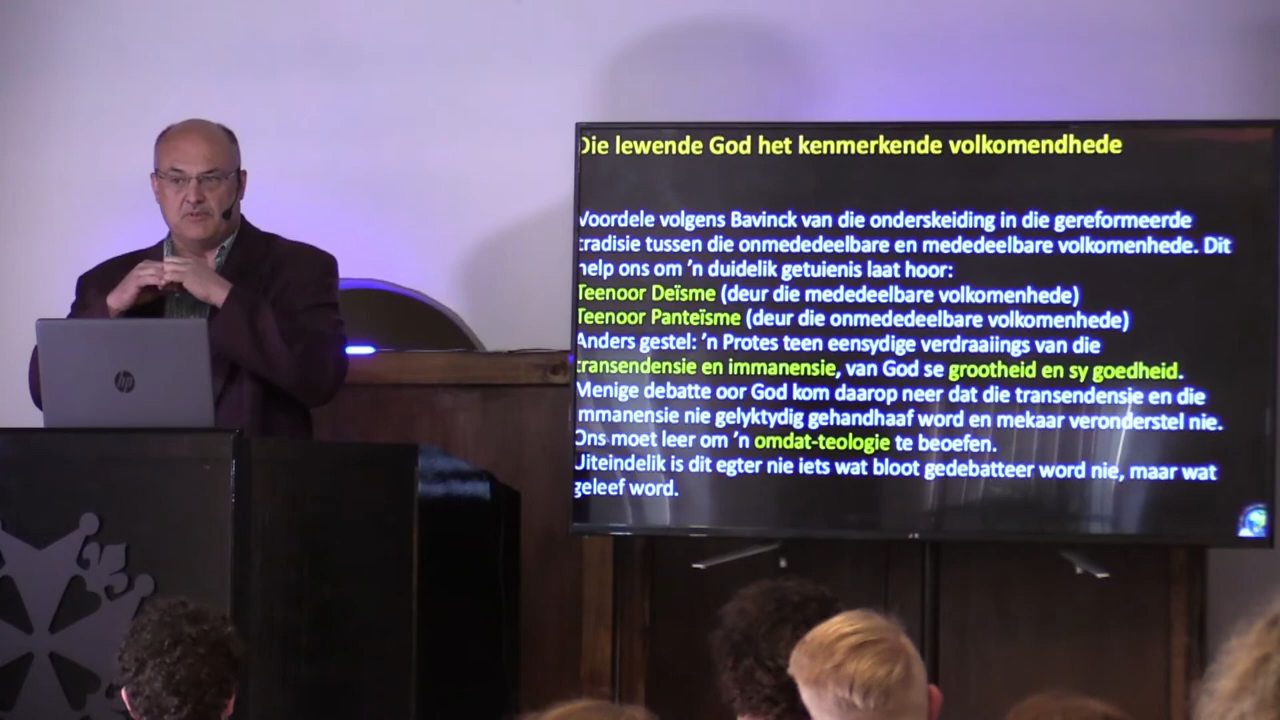 Die lewende God het kenmerkende volkomendhede
Voordele volgens Bavinck van die onderskeiding in die gereformeerde
tradisie tussen die onmededeelbare en mededeelbare volkomenhede. Dit
help ons om ’n duidelik getuienis laat hoor:
Teenoor Deïsme (deur die mededeelbare volkomenhede)
Teenoor Panteïsme (deur die onmededeelbare volkomenhede)
Anders gestel: ’n Protes teen eensydige verdraaiings van die
transendensie en immanensie, van God se grootheid en sy goedheid.
Menige debatte oor God kom daarop neer dat die transendensie en die
immanensie nie gelyktydig gehandhaaf word en mekaar veronderstel nie.
Ons moet leer om ’n omdat-teologie te beoefen.
Uiteindelik is dit egter nie iets wat bloot gedebatteer word nie, maar wat
geleef word.
hp